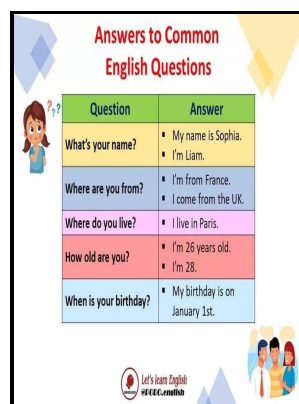 Answers to Common
English Questions
???
Question Answer
What's your name?
▪ My name is Sophia.
▪ I'm Liam.
Where are you from?
▪ I'm from France.
▪ I come from the UK.
Where do you live?
▪ I live in Paris.
How old are you?
▪ I'm 26 years old.
▪ I'm 28.
When is your birthday?
▪ My birthday is on
January 1st.
Let's learn English